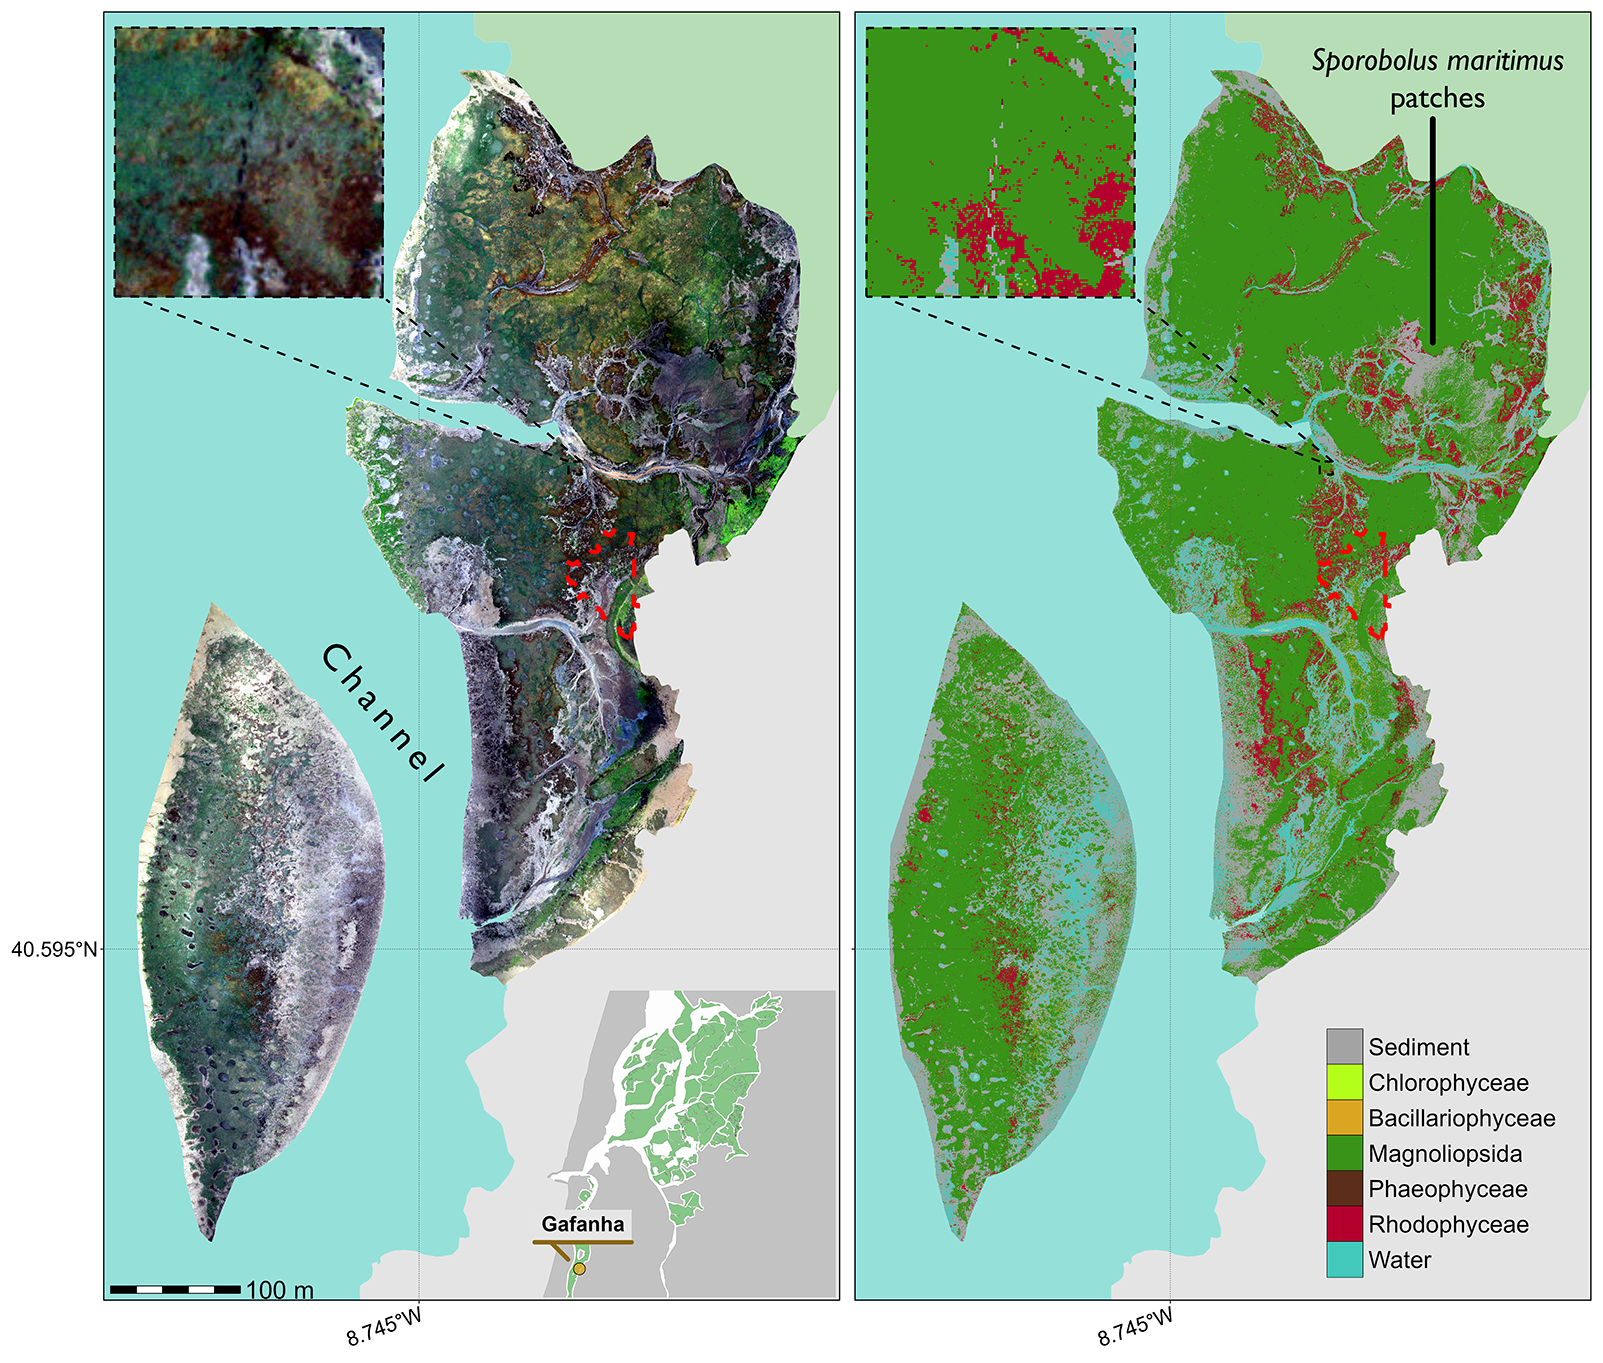 Sporobolus maritimus
patches
Channel
40.595°N
Gafanha
100 m
8.745°W
8.745°W
Sediment
Chlorophyceae
Bacillariophyceae
Magnoliopsida
Phaeophyceae
Rhodophyceae
Water